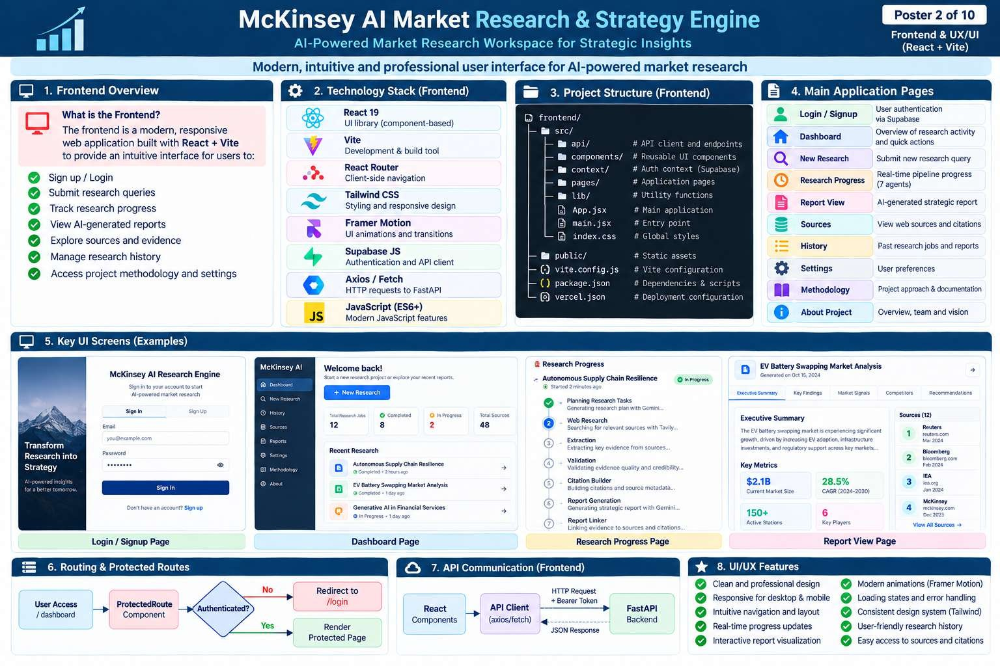 McKinsey AI Market Research & Strategy Engine
AI-Powered Market Research Workspace for Strategic Insights
Poster 2 of 10
Frontend & UX/UI
(React + Vite)
Modern, intuitive and professional user interface for AI-powered market research
1. Frontend Overview
What is the Frontend?
The frontend is a modern, responsive
web application built with React + Vite
to provide an intuitive interface for users to:
Sign up / Login
Submit research queries
Track research progress
View AI-generated reports
Explore sources and evidence
Manage research history
Access project methodology and settings
2. Technology Stack (Frontend)
React 19
UI library (component-based)
Vite
Development & build tool
React Router
Client-side navigation
Tailwind CSS
Styling and responsive design
Framer Motion
UI animations and transitions
Supabase JS
Authentication and API client
Axios / Fetch
HTTP requests to FastAPI
JS
JavaScript (ES6+)
Modern JavaScript features
3. Project Structure (Frontend)
frontend/
src/
api/ # API client and endpoints
components/ # Reusable UI components
context/ # Auth context (Supabase)
pages/ # Application pages
lib/ # Utility functions
App.jsx # Main application
main.jsx # Entry point
index.css # Global styles
public/ # Static assets
vite.config.js # Vite configuration
package.json # Dependencies & scripts
vercel.json # Deployment configuration
4. Main Application Pages
Login / Signup
User authentication
via Supabase
Dashboard
Overview of research activity
and quick actions
New Research
Submit new research query
Research Progress
Real-time pipeline progress
(7 agents)
Report View
AI-generated strategic report
Sources
View web sources and citations
History
Past research jobs and reports
Settings
User preferences
Methodology
Project approach & documentation
About Project
Overview, team and vision
5. Key UI Screens (Examples)
Transform
Research into
Strategy
AI-powered insights
for a better tomorrow.
McKinsey AI Research Engine
Sign in to your account to start
AI-powered market research
Sign In Sign Up
Email
you@example.com
Password
••••••••
Sign In
Don't have an account? Sign up
Login / Signup Page
McKinsey AI
Dashboard
New Research
History
Sources
Reports
Settings
Methodology
About
Welcome back!
Start a new research project or explore your recent reports.
+ New Research
Total Research Jobs
12
Completed
8
In Progress
2
Total Sources
48
Recent Research
Autonomous Supply Chain Resilience
Completed • 2 hours ago
→
EV Battery Swapping Market Analysis
Completed • 1 day ago
→
Generative AI in Financial Services
In Progress • 1 day ago
→
Dashboard Page
Research Progress
Autonomous Supply Chain Resilience
Started 2 minutes ago
In Progress
Planning Research Tasks
Generating research plan with Gemini...
2 Web Research
Searching for relevant sources with Tavily...
3 Extraction
Extracting key evidence from sources...
4 Validation
Validating evidence quality and credibility...
5 Citation Builder
Building citations and source metadata...
6 Report Generation
Generating strategic report with Gemini...
7 Report Linker
Linking evidence to sources and citations...
Research Progress Page
EV Battery Swapping Market Analysis
Generated on Oct 15, 2024
→
Executive Summary Key Findings Market Signals Competitors Recommendations
Executive Summary
The EV battery swapping market is experiencing significant
growth, driven by increasing EV adoption, infrastructure
investments, and regulatory support across key markets...
Key Metrics
$2.1B
Current Market Size
28.5%
CAGR (2024-2030)
150+
Active Stations
6
Key Players
Sources (12)
1 Reuters
reuters.com
Mar 2024
2 Bloomberg
bloomberg.com
Feb 2024
3 IEA
iea.org
Jan 2024
4 McKinsey
mckinsey.com
Dec 2023
View All Sources →
Report View Page
6. Routing & Protected Routes
User Access
/ dashboard
ProtectedRoute
Component
Authenticated?
No
Redirect to
/login
Yes
Render
Protected Page
7. API Communication (Frontend)
React
Components
API Client
(axios/fetch)
HTTP Request
+ Bearer Token
JSON Response
FastAPI
Backend
8. UI/UX Features
Clean and professional design
Responsive for desktop & mobile
Intuitive navigation and layout
Real-time progress updates
Interactive report visualization
Modern animations (Framer Motion)
Loading states and error handling
Consistent design system (Tailwind)
User-friendly research history
Easy access to sources and citations